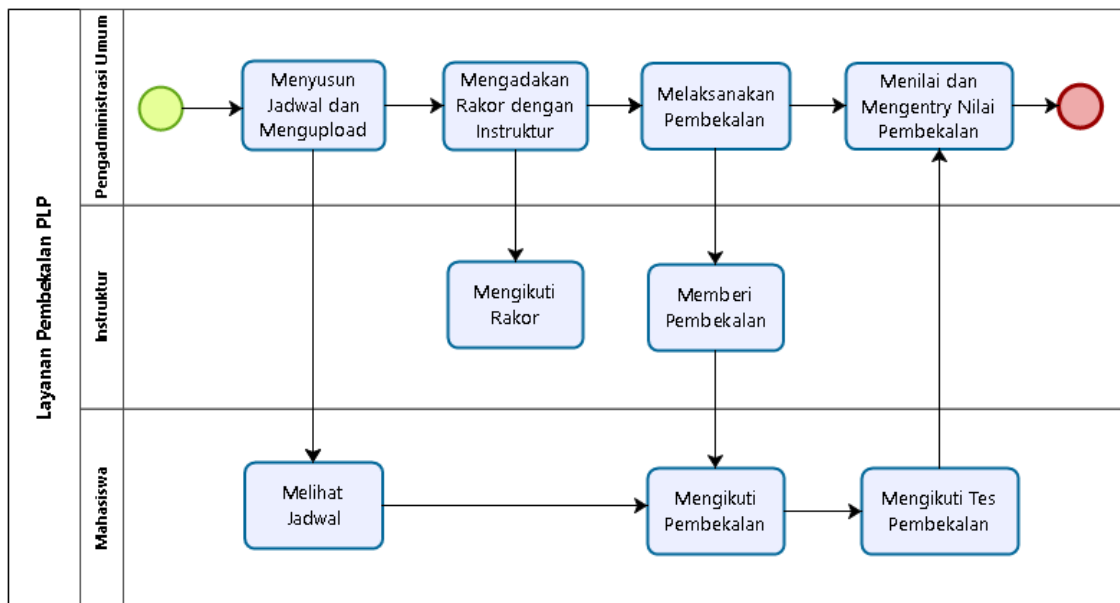 Layanan Pembekalan PLP
Pengadministrasi Umum
Menyusun
Jadwal dan
Mengupload
Mengadakan
Rakor dengan
Instruktur
Melaksanakan
Pembekalan
Menilai dan
Mengentry Nilai
Pembekalan
Instruktur
Mengikuti
Rakor
Memberi
Pembekalan
Mahasiswa
Melihat
Jadwal
Mengikuti
Pembekalan
Mengikuti Tes
Pembekalan